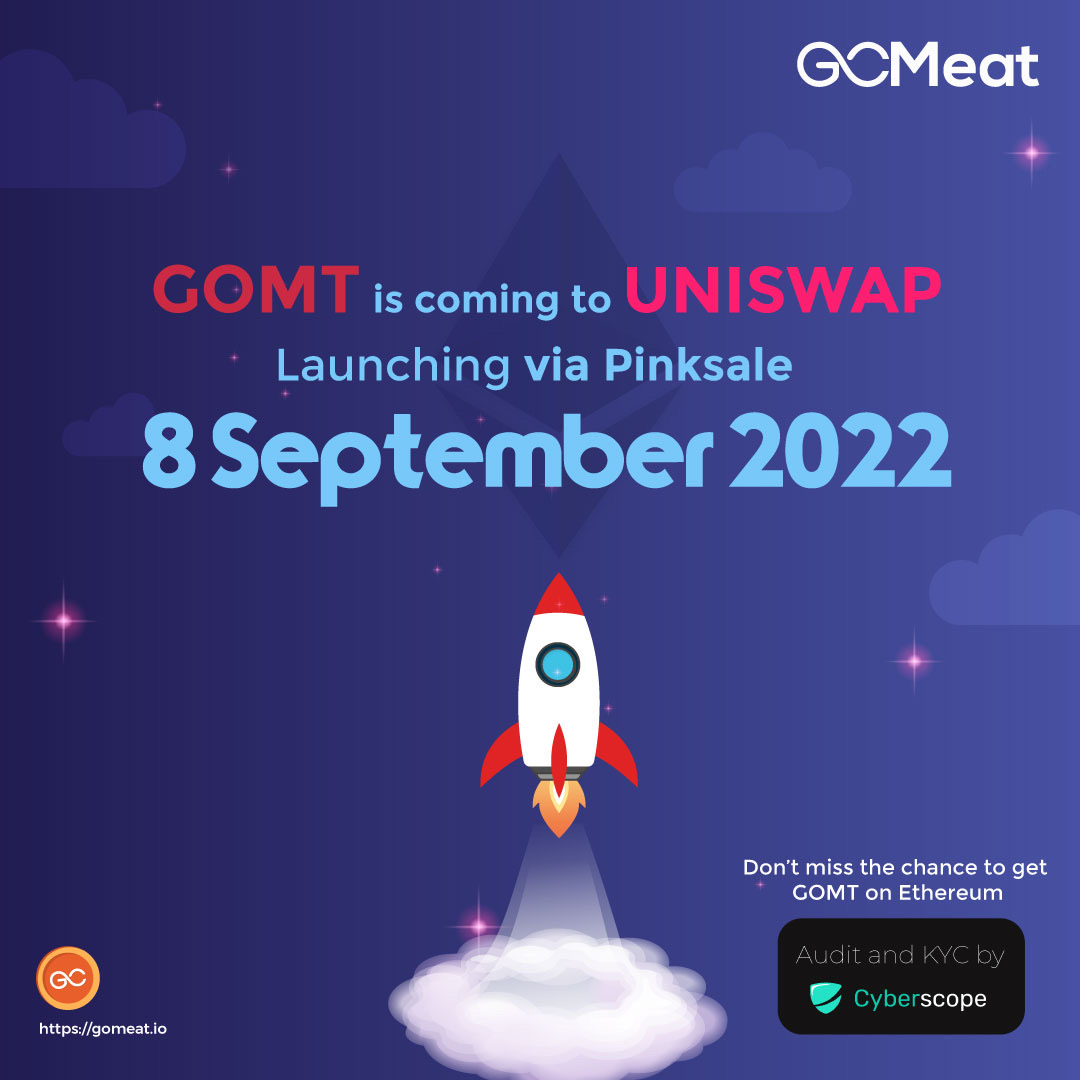 GOMeat
GOMT is coming to UNISWAP
Launching via Pinksale
8 September 2022
Don't miss the chance to get
GOMT on Ethereum
Audit and KYC by
Cyberscope
GO
https://gomeat.io